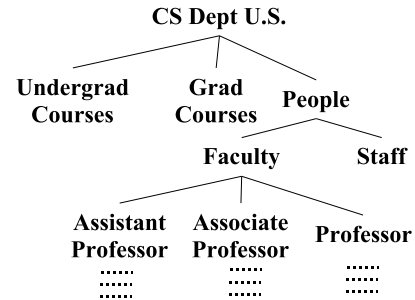 CS Dept U.S.
Undergrad
Courses
Grad
Courses
People
Faculty
Staff
Assistant
Professor
Associate
Professor
Professor